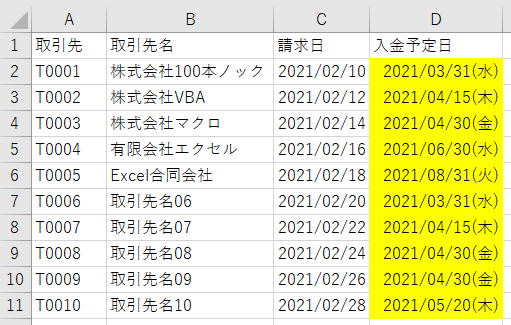 A B C D
1 取引先 取引先名 請求日 入金予定日
2 T0001 株式会社100本ノック 2021/02/10 2021/03/31(水)
3 T0002 株式会社VBA 2021/02/12 2021/04/15(木)
4 T0003 株式会社マクロ 2021/02/14 2021/04/30(金)
5 T0004 有限会社エクセル 2021/02/16 2021/06/30(水)
6 T0005 Excel合同会社 2021/02/18 2021/08/31(火)
7 T0006 取引先名06 2021/02/20 2021/03/31(水)
8 T0007 取引先名07 2021/02/22 2021/04/15(木)
9 T0008 取引先名08 2021/02/24 2021/04/30(金)
10 T0009 取引先名09 2021/02/26 2021/04/30(金)
11 T0010 取引先名10 2021/02/28 2021/05/20(木)